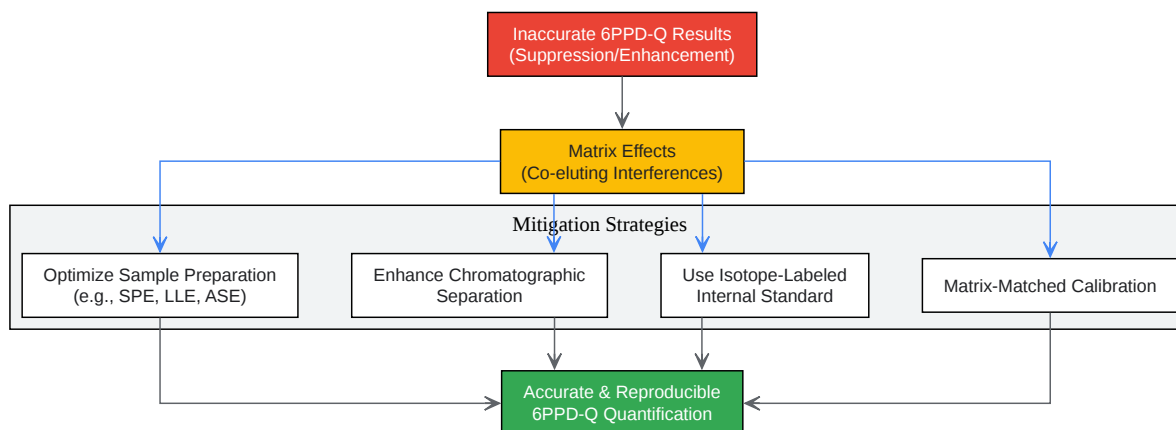 Inaccurate 6PPD-Q Results
(Suppression/Enhancement)
Matrix Effects
(Co-eluting Interferences)
Mitigation Strategies
Optimize Sample Preparation
(e.g., SPE, LLE, ASE)
Enhance Chromatographic
Separation
Use Isotope-Labeled
Internal Standard
Matrix-Matched Calibration
Accurate & Reproducible
6PPD-Q Quantification